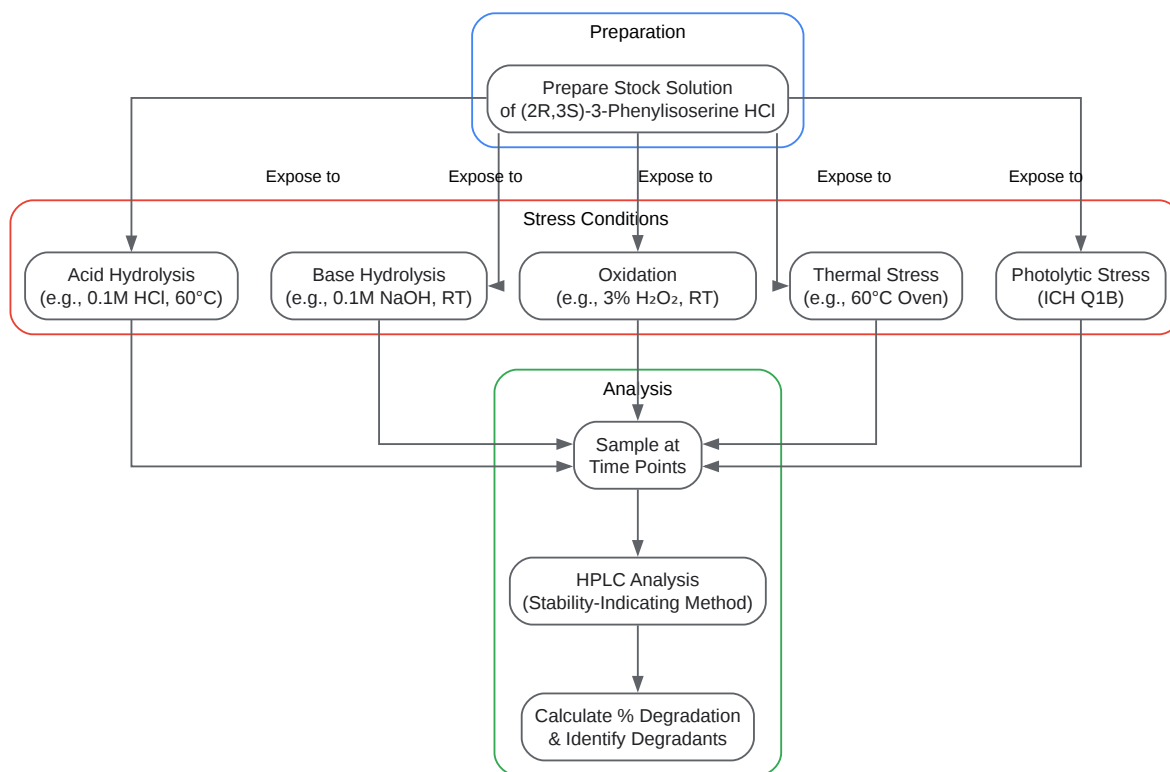 Preparation
Prepare Stock Solution
of (2R,3S)-3-Phenylisoserine HCl
Expose to
Expose to
Expose to
Expose to
Expose to
Stress Conditions
Acid Hydrolysis
(e.g., 0.1M HCl, 60°C)
Base Hydrolysis
(e.g., 0.1M NaOH, RT)
Oxidation
(e.g., 3% H₂O₂, RT)
Thermal Stress
(e.g., 60°C Oven)
Photolytic Stress
(ICH Q1B)
Analysis
Sample at
Time Points
HPLC Analysis
(Stability-Indicating Method)
Calculate % Degradation
& Identify Degradants